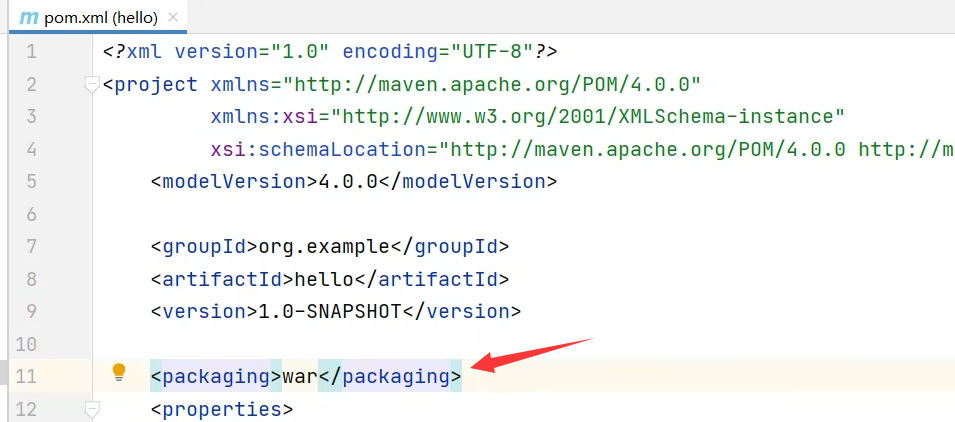 m pom.xml (hello) ×
1 <?xml version="1.0" encoding="UTF-8"?>
2 <project xmlns="http://maven.apache.org/POM/4.0.0"
3 xmlns:xsi="http://www.w3.org/2001/XMLSchema-instance"
4 xsi:schemaLocation="http://maven.apache.org/POM/4.0.0 http://m
5 <modelVersion>4.0.0</modelVersion>
6
7 <groupId>org.example</groupId>
8 <artifactId>hello</artifactId>
9 <version>1.0-SNAPSHOT</version>
10
11 <packaging>war</packaging>
12 <properties>